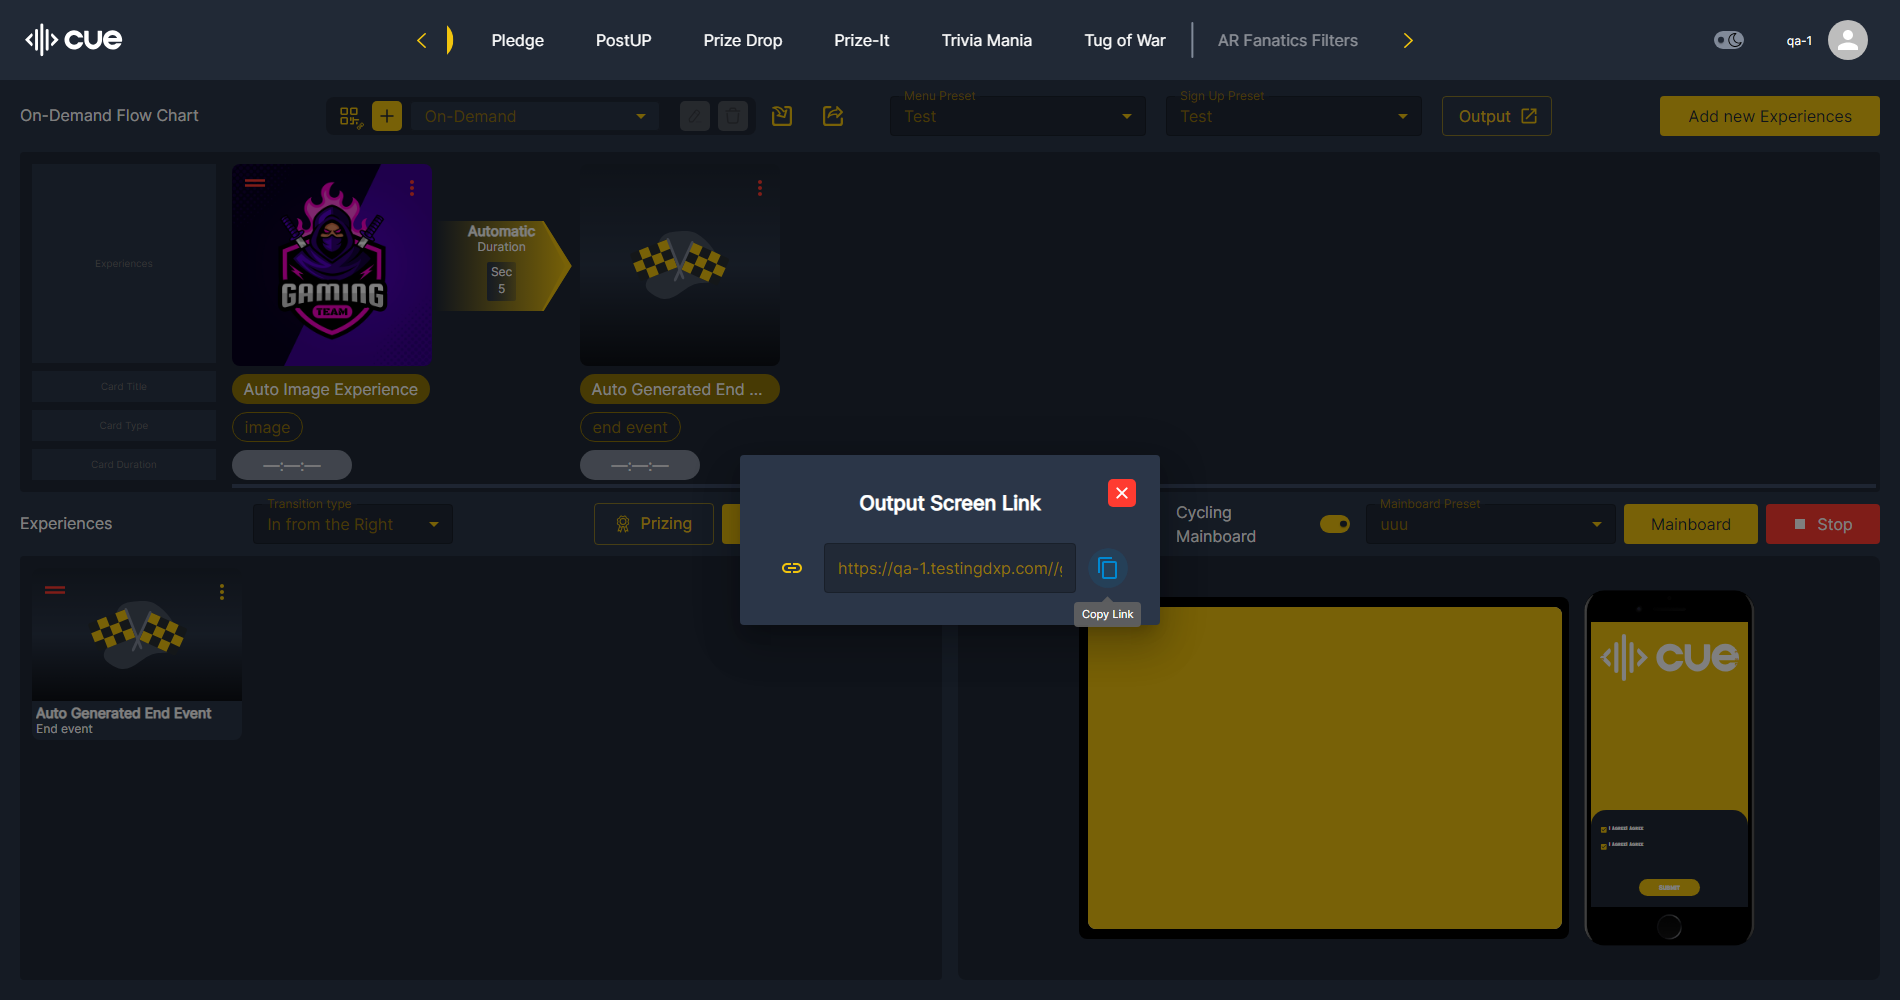 cue
Pledge
PostUP
Prize Drop
Prize-It
Trivia Mania
Tug of War
AR Fanatics Filters
qa-1
On-Demand Flow Chart
On-Demand
Menu Preset
Test
Sign Up Preset
Test
Output
Add new Experiences
Experiences
GAMING
TEAM
Automatic
Duration
Sec
5
Card Title
Auto Image Experience
Auto Generated End ...
Card Type
image
end event
Card Duration
—:—:—
—:—:—
Output Screen Link
https://qa-1.testingdxp.com//g
Copy Link
Experiences
Transition type
In from the Right
Prizing
Cycling
Mainboard
Mainboard Preset
uuu
Mainboard
Stop
Auto Generated End Event
End event
cue
SUBMIT